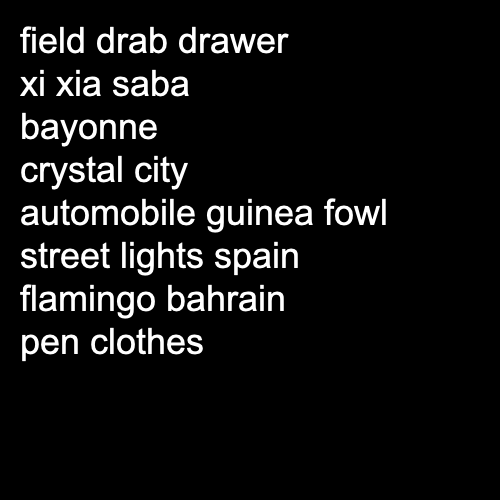 field drab drawer
xi xia saba
bayonne
crystal city
automobile guinea fowl
street lights spain
flamingo bahrain
pen clothes